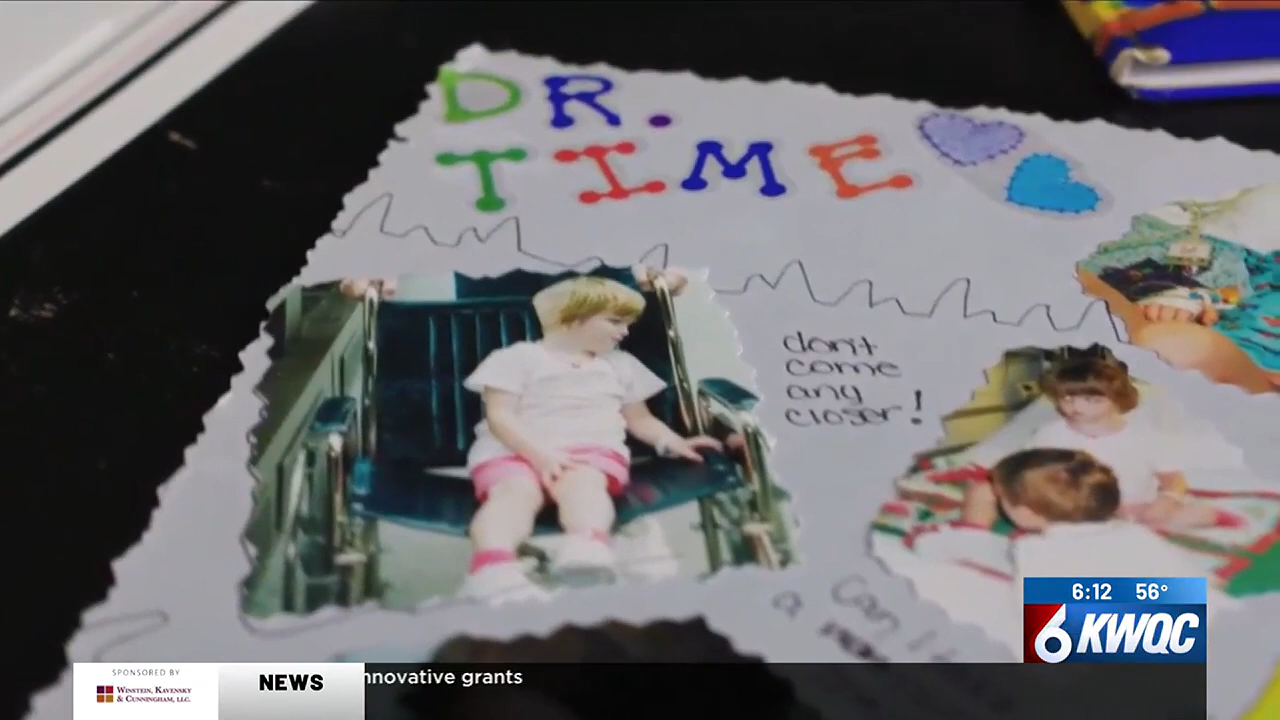 DR.
TIME
don't
come
any
closer!
Can I
a
6:12 56°
6 KWQC
SPONSORED BY
WINSTEIN, KAVENSKY
& CUNNINGHAM, LLC.
NEWS
nnovative grants